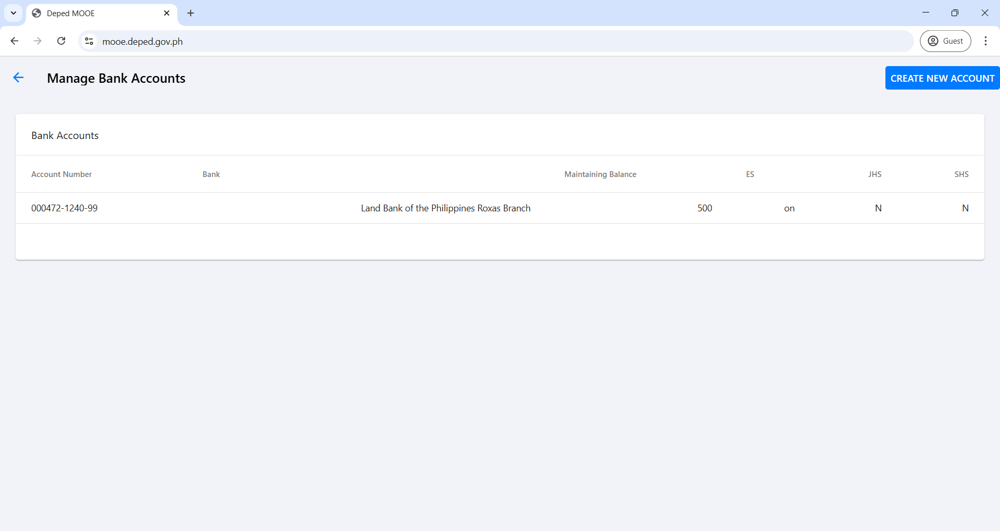 Deped MOOE
mooe.deped.gov.ph
Guest
Manage Bank Accounts
CREATE NEW ACCOUNT
Bank Accounts
Account Number Bank Maintaining Balance ES JHS SHS
000472-1240-99 Land Bank of the Philippines Roxas Branch 500 on N N